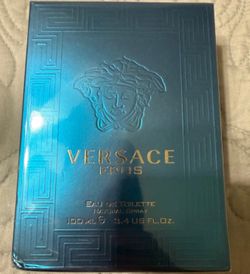 VERSACE
EROS
EAU DE TOILETTE
NATURAL SPRAY
100 ML ℮ 3.4 US FL.OZ.